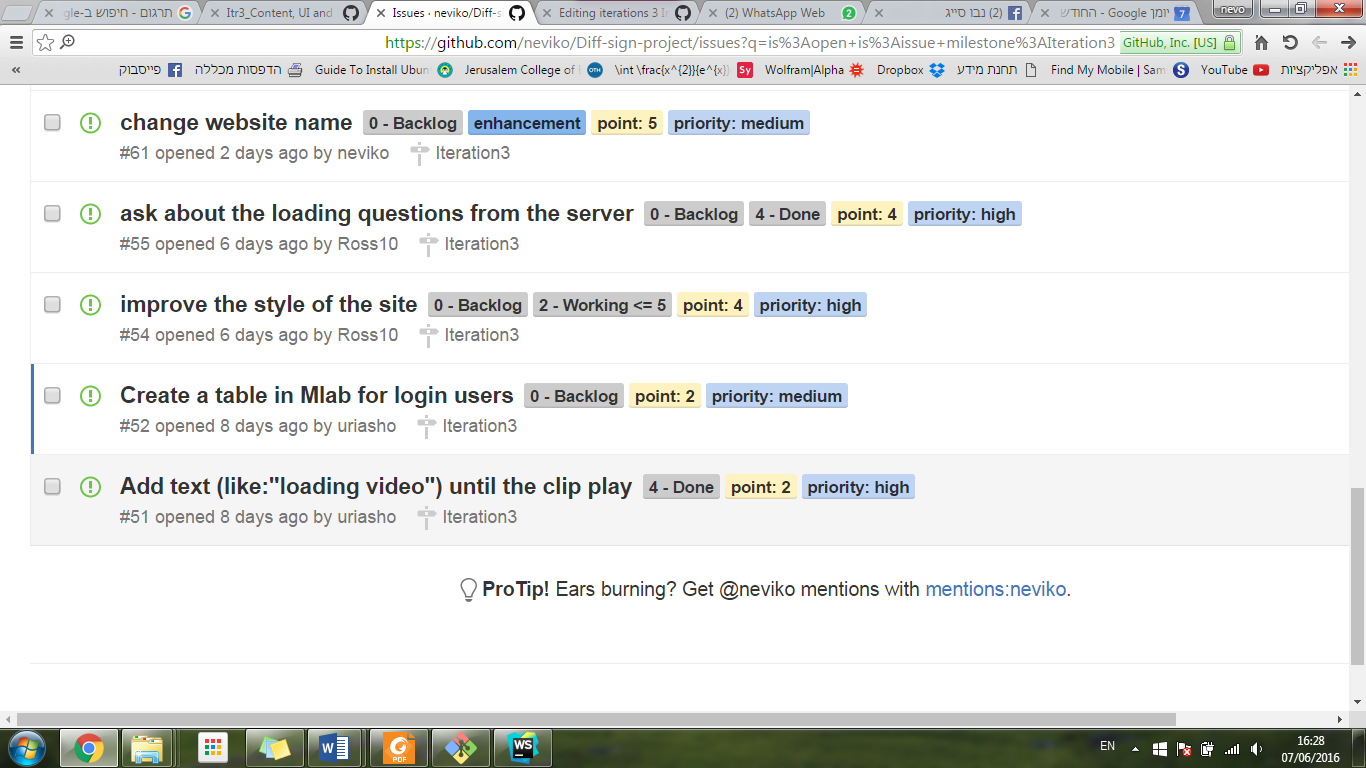 gle-תרגום - חיפוש ב
Itr3_Content, UI and
Issues · neviko/Diff-s
Editing iterations 3 I
(2) WhatsApp Web
(2) נבו סייג
יומן Google - החודש
nevo
https://github.com/neviko/Diff-sign-project/issues?q=is%3Aopen+is%3Aissue+milestone%3AIteration3
GitHub, Inc. [US]
«
פייסבוק
הדפסות מכללה
Guide To Install Ubun
Jerusalem College of
\int \frac{x^{2}}{e^{x}
Wolfram|Alpha
Dropbox
תחנת מידע
Find My Mobile | Sam
YouTube
אפליקציות
change website name 0 - Backlog enhancement point: 5 priority: medium
#61 opened 2 days ago by neviko Iteration3
ask about the loading questions from the server 0 - Backlog 4 - Done point: 4 priority: high
#55 opened 6 days ago by Ross10 Iteration3
improve the style of the site 0 - Backlog 2 - Working <= 5 point: 4 priority: high
#54 opened 6 days ago by Ross10 Iteration3
Create a table in Mlab for login users 0 - Backlog point: 2 priority: medium
#52 opened 8 days ago by uriasho Iteration3
Add text (like:"loading video") until the clip play 4 - Done point: 2 priority: high
#51 opened 8 days ago by uriasho Iteration3
ProTip! Ears burning? Get @neviko mentions with mentions:neviko.
EN
16:28
07/06/2016